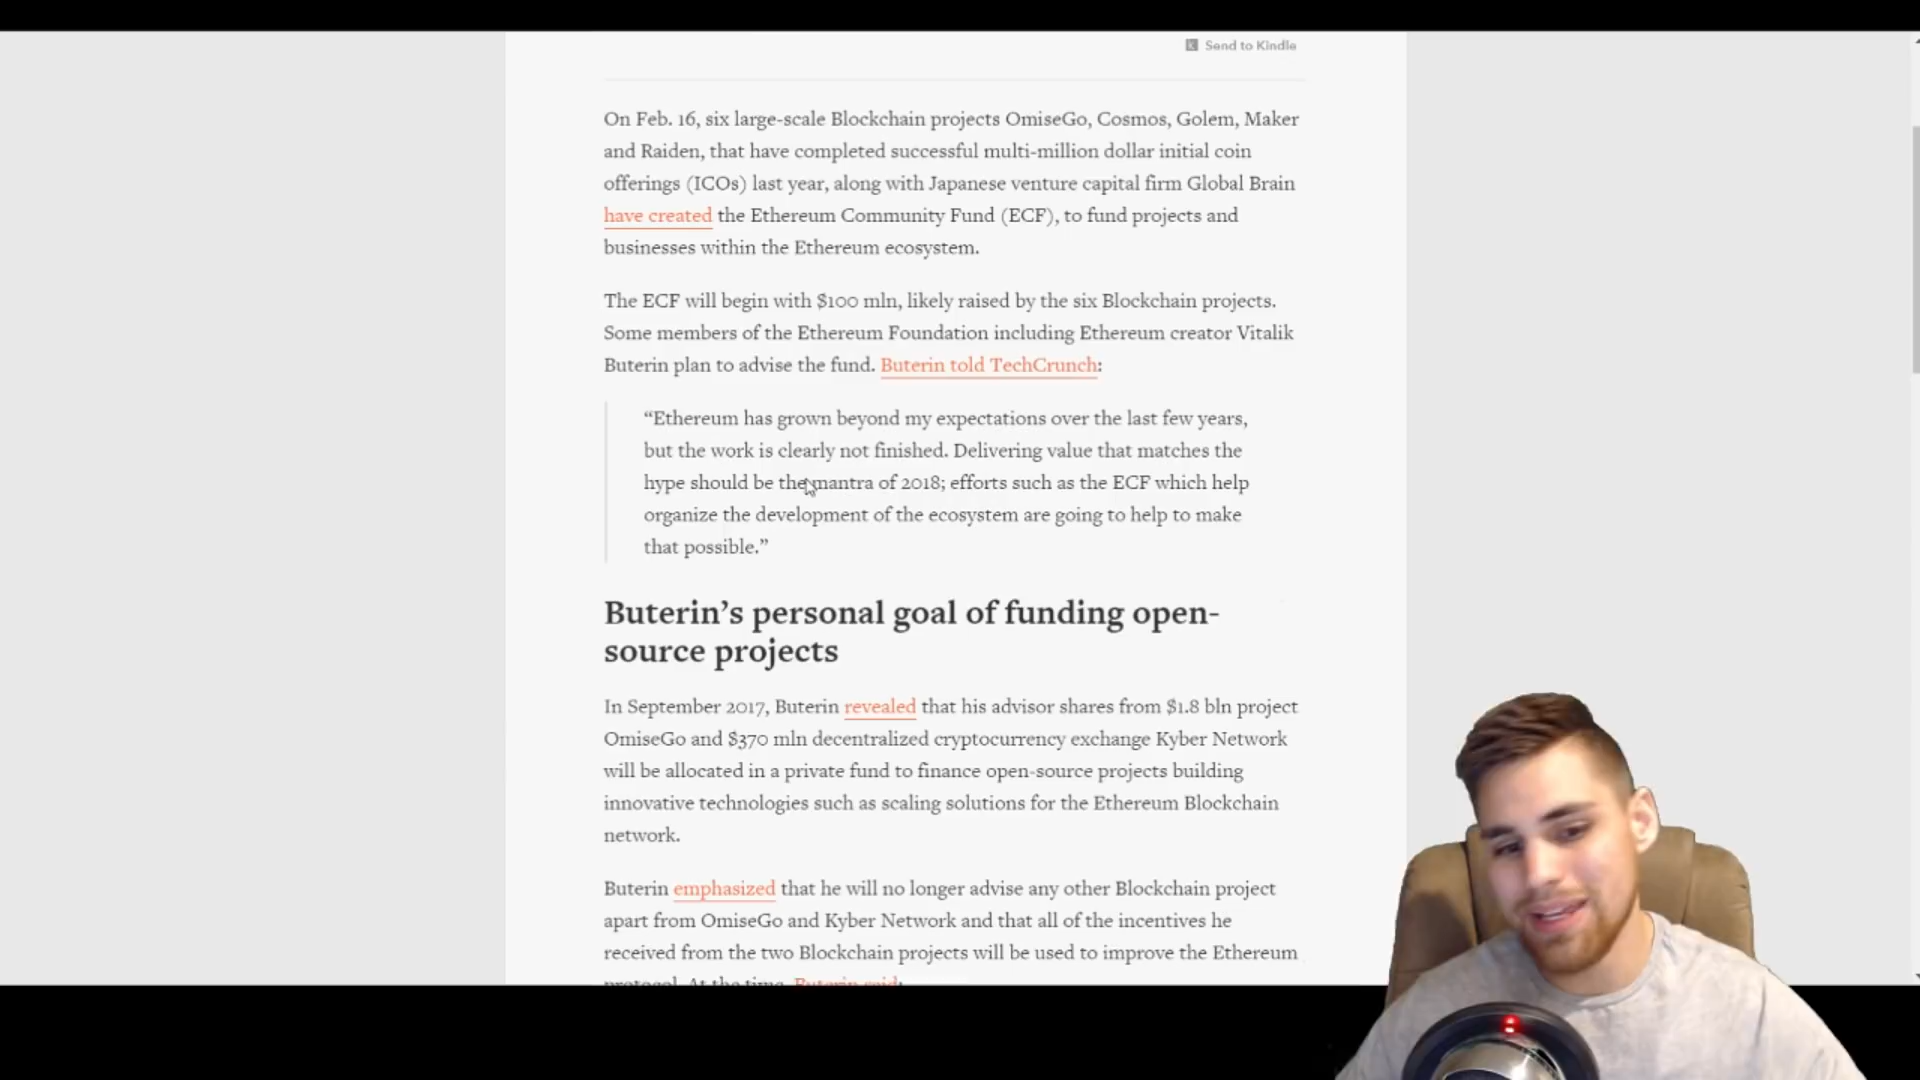 Send to Kindle
On Feb. 16, six large-scale Blockchain projects OmiseGo, Cosmos, Golem, Maker
and Raiden, that have completed successful multi-million dollar initial coin
offerings (ICOs) last year, along with Japanese venture capital firm Global Brain
have created the Ethereum Community Fund (ECF), to fund projects and
businesses within the Ethereum ecosystem.
The ECF will begin with $100 mln, likely raised by the six Blockchain projects.
Some members of the Ethereum Foundation including Ethereum creator Vitalik
Buterin plan to advise the fund. Buterin told TechCrunch:
“Ethereum has grown beyond my expectations over the last few years,
but the work is clearly not finished. Delivering value that matches the
hype should be the mantra of 2018; efforts such as the ECF which help
organize the development of the ecosystem are going to help to make
that possible.”
Buterin’s personal goal of funding open-
source projects
In September 2017, Buterin revealed that his advisor shares from $1.8 bln project
OmiseGo and $370 mln decentralized cryptocurrency exchange Kyber Network
will be allocated in a private fund to finance open-source projects building
innovative technologies such as scaling solutions for the Ethereum Blockchain
network.
Buterin emphasized that he will no longer advise any other Blockchain project
apart from OmiseGo and Kyber Network and that all of the incentives he
received from the two Blockchain projects will be used to improve the Ethereum
protocol. At the time, Buterin said: